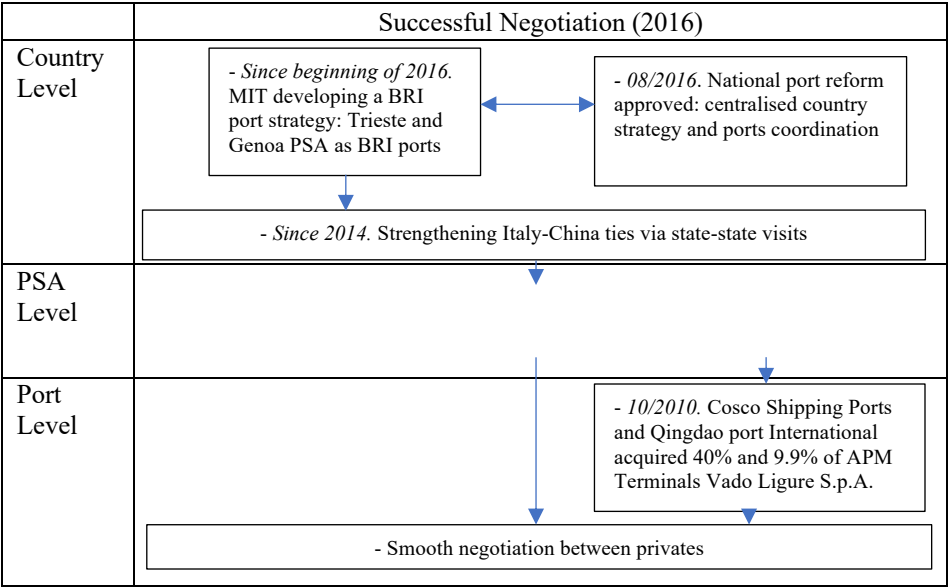 Successful Negotiation (2016)
Country
Level
- Since beginning of 2016.
MIT developing a BRI
port strategy: Trieste and
Genoa PSA as BRI ports
- 08/2016. National port reform
approved: centralised country
strategy and ports coordination
- Since 2014. Strengthening Italy-China ties via state-state visits
PSA
Level
Port
Level
- 10/2010. Cosco Shipping Ports
and Qingdao port International
acquired 40% and 9.9% of APM
Terminals Vado Ligure S.p.A.
- Smooth negotiation between privates